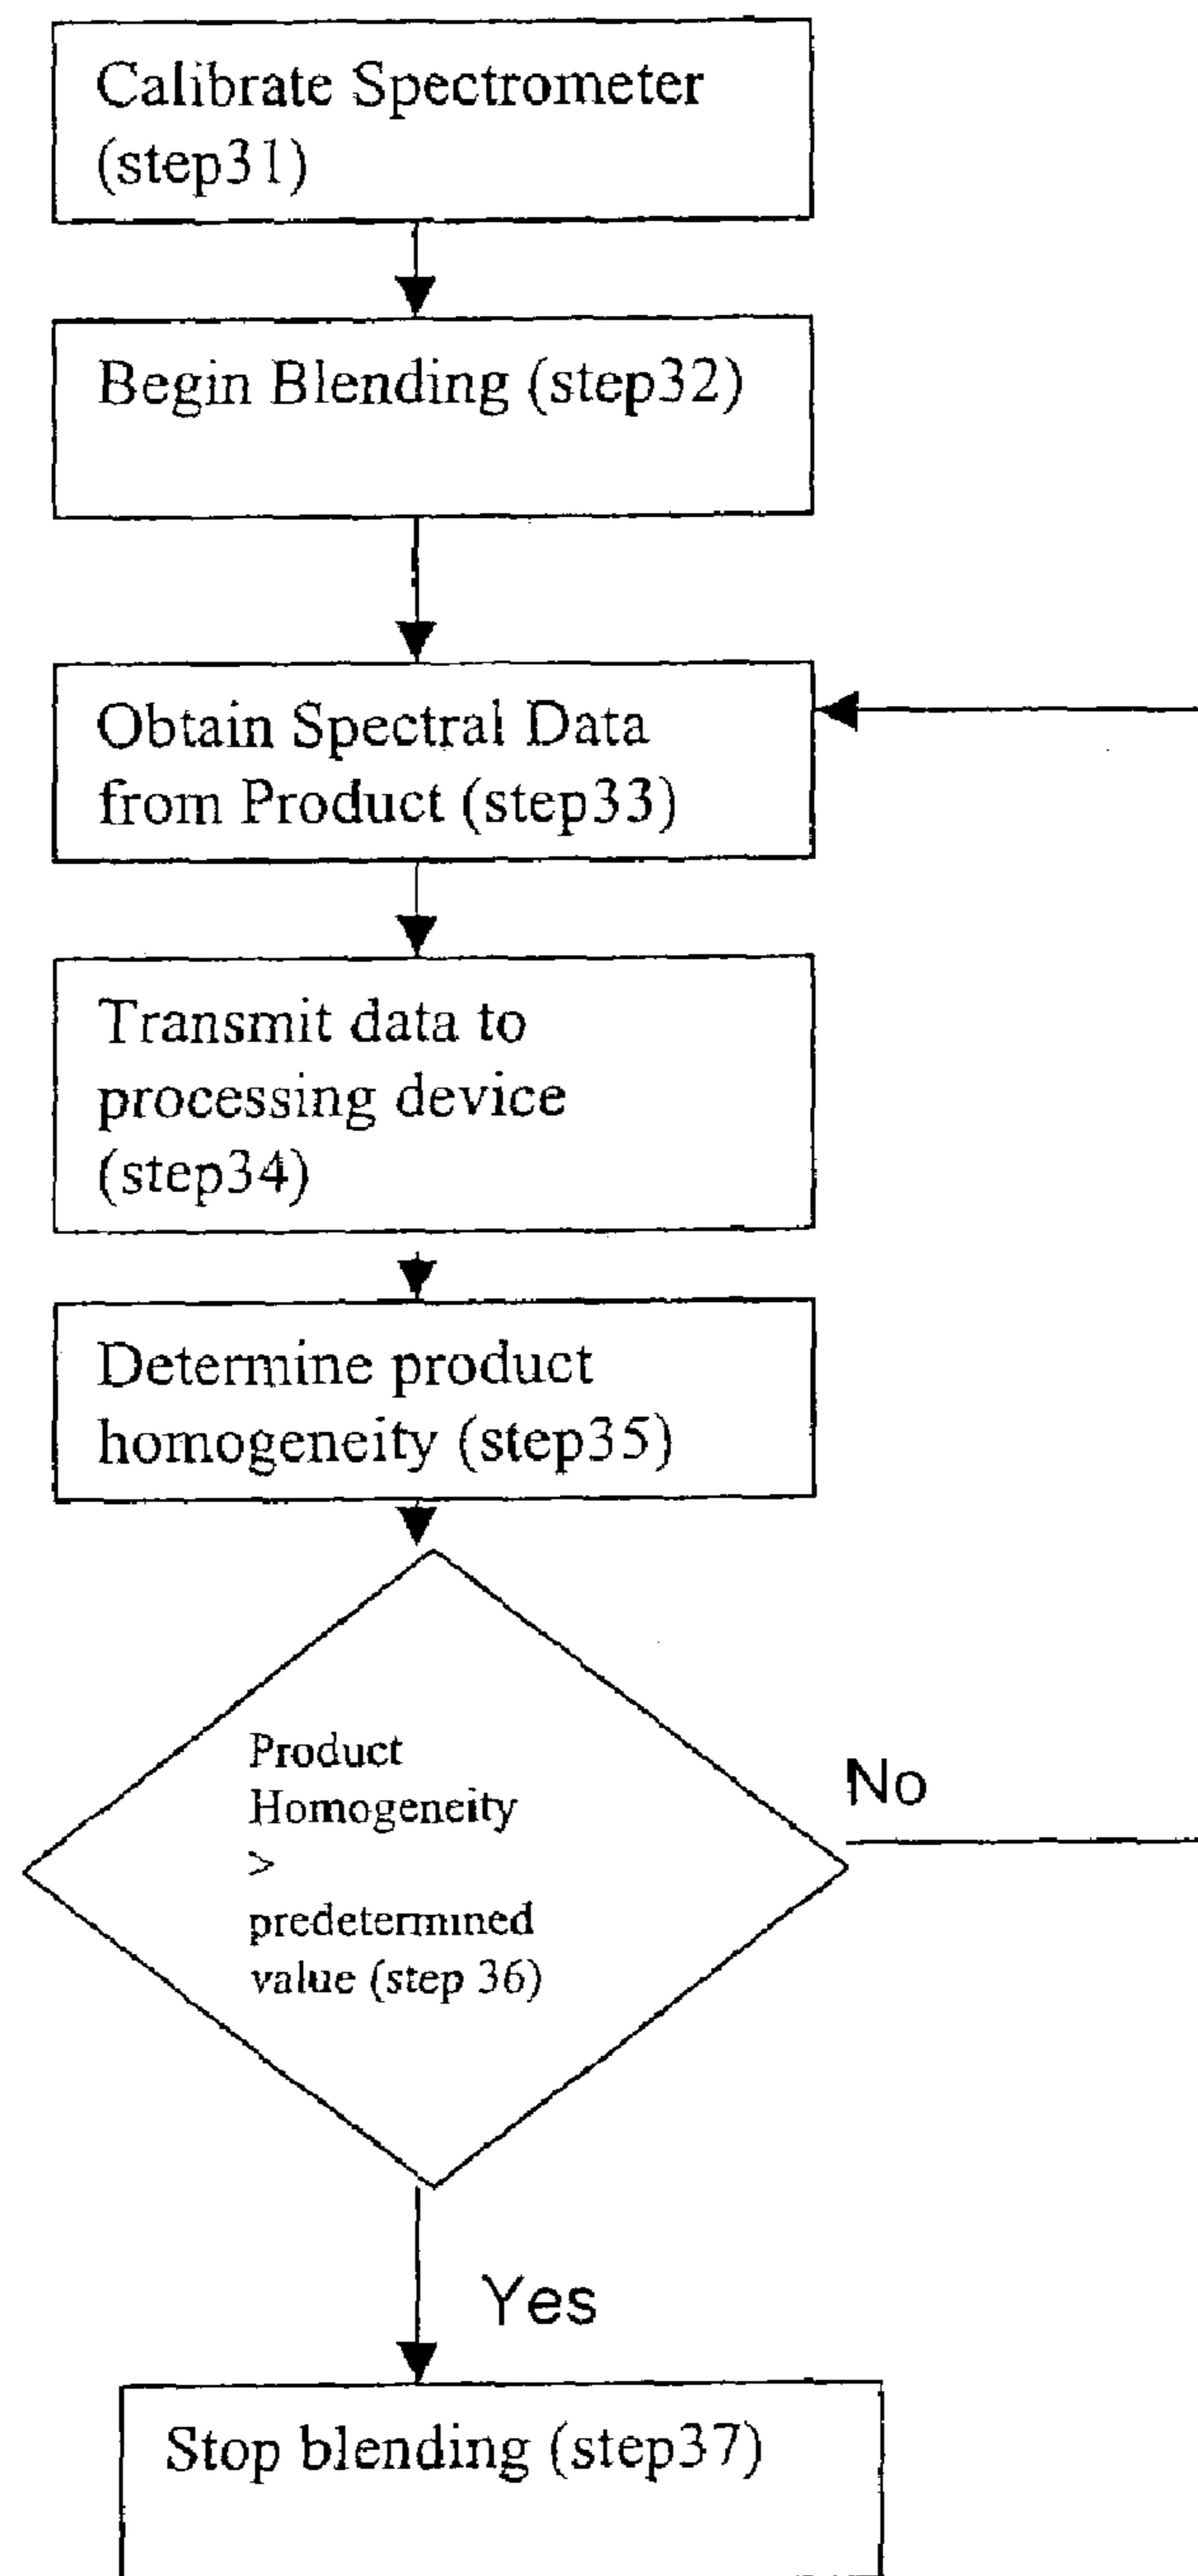 Calibrate Spectrometer
(step31)
Begin Blending (step32)
Obtain Spectral Data
from Product (step33)
Transmit data to
processing device
(step34)
Determine product
homogeneity (step35)
Product
Homogeneity
>
predetermined
value (step 36)
No
Yes
Stop blending (step37)